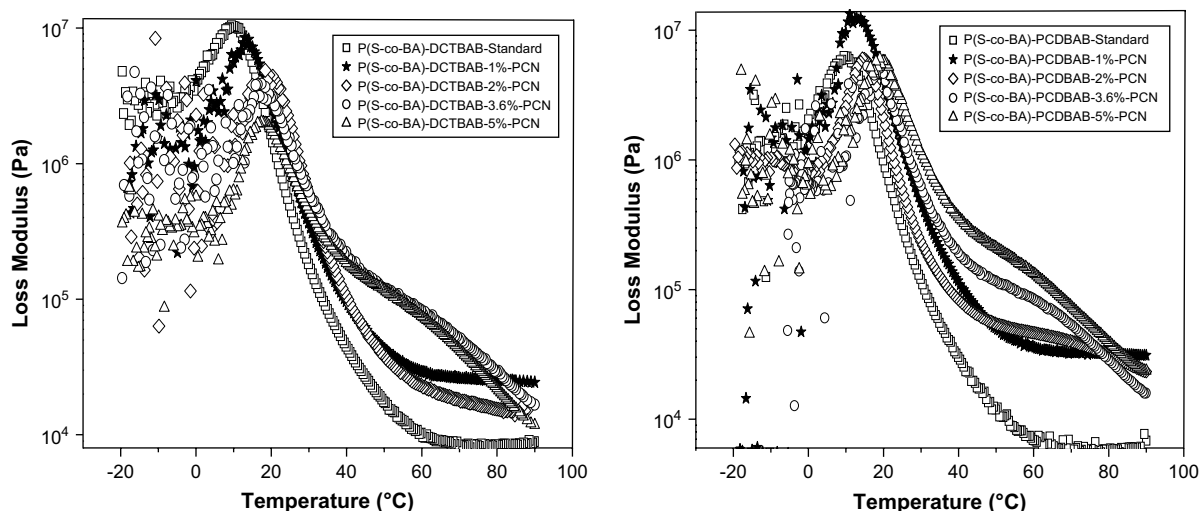 10^7
10^6
10^5
10^4
Loss Modulus (Pa)
P(S-co-BA)-DCTBAB-Standard
P(S-co-BA)-DCTBAB-1%-PCN
P(S-co-BA)-DCTBAB-2%-PCN
P(S-co-BA)-DCTBAB-3.6%-PCN
P(S-co-BA)-DCTBAB-5%-PCN
-20 0 20 40 60 80 100
Temperature (°C)
10^7
10^6
10^5
10^4
Loss Modulus (Pa)
P(S-co-BA)-PCDBAB-Standard
P(S-co-BA)-PCDBAB-1%-PCN
P(S-co-BA)-PCDBAB-2%-PCN
P(S-co-BA)-PCDBAB-3.6%-PCN
P(S-co-BA)-PCDBAB-5%-PCN
-20 0 20 40 60 80 100
Temperature (°C)